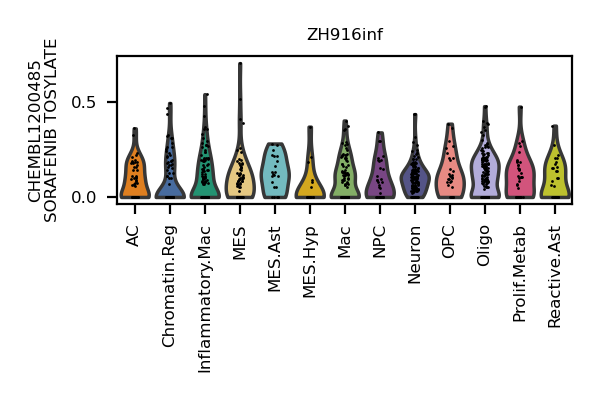 ZH916inf
CHEMBL1200485
SORAFENIB TOSYLATE
0.5
0.0
AC
Chromatin.Reg
Inflammatory.Mac
MES
MES.Ast
MES.Hyp
Mac
NPC
Neuron
OPC
Oligo
Prolif.Metab
Reactive.Ast